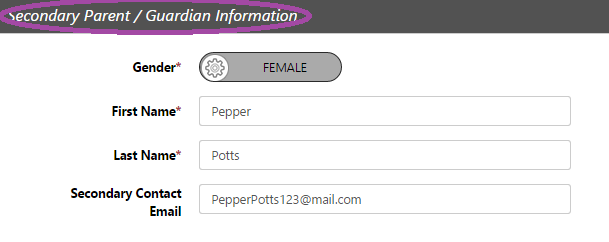 Secondary Parent / Guardian Information
Gender* FEMALE
First Name* Pepper
Last Name* Potts
Secondary Contact
Email PepperPotts123@mail.com